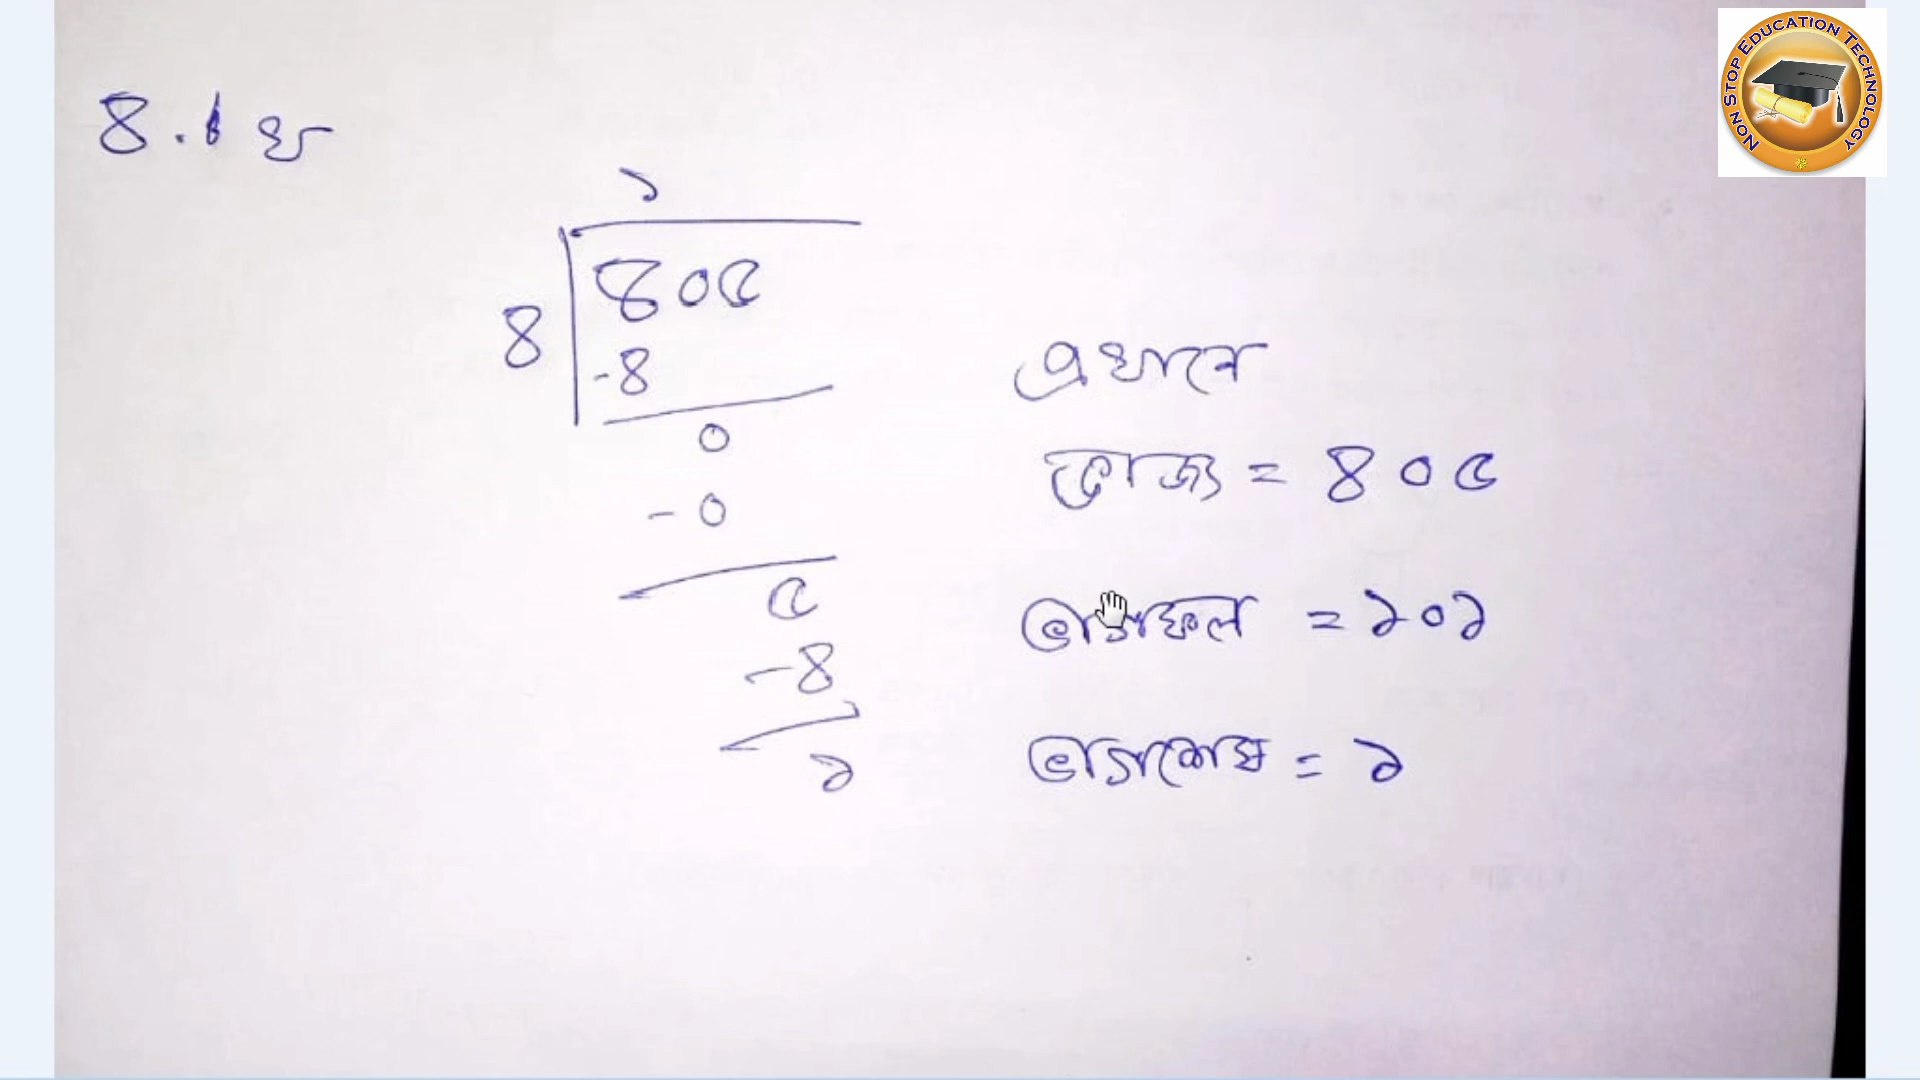 ৪. খ
১
৪০৫
৪
-৪
০
-০
৫
-৪
১
এখানে
ভাজ্য = ৪০৫
ভাগফল = ১০১
ভাগশেষ = ১
NON STOP EDUCATION TECHNOLOGY